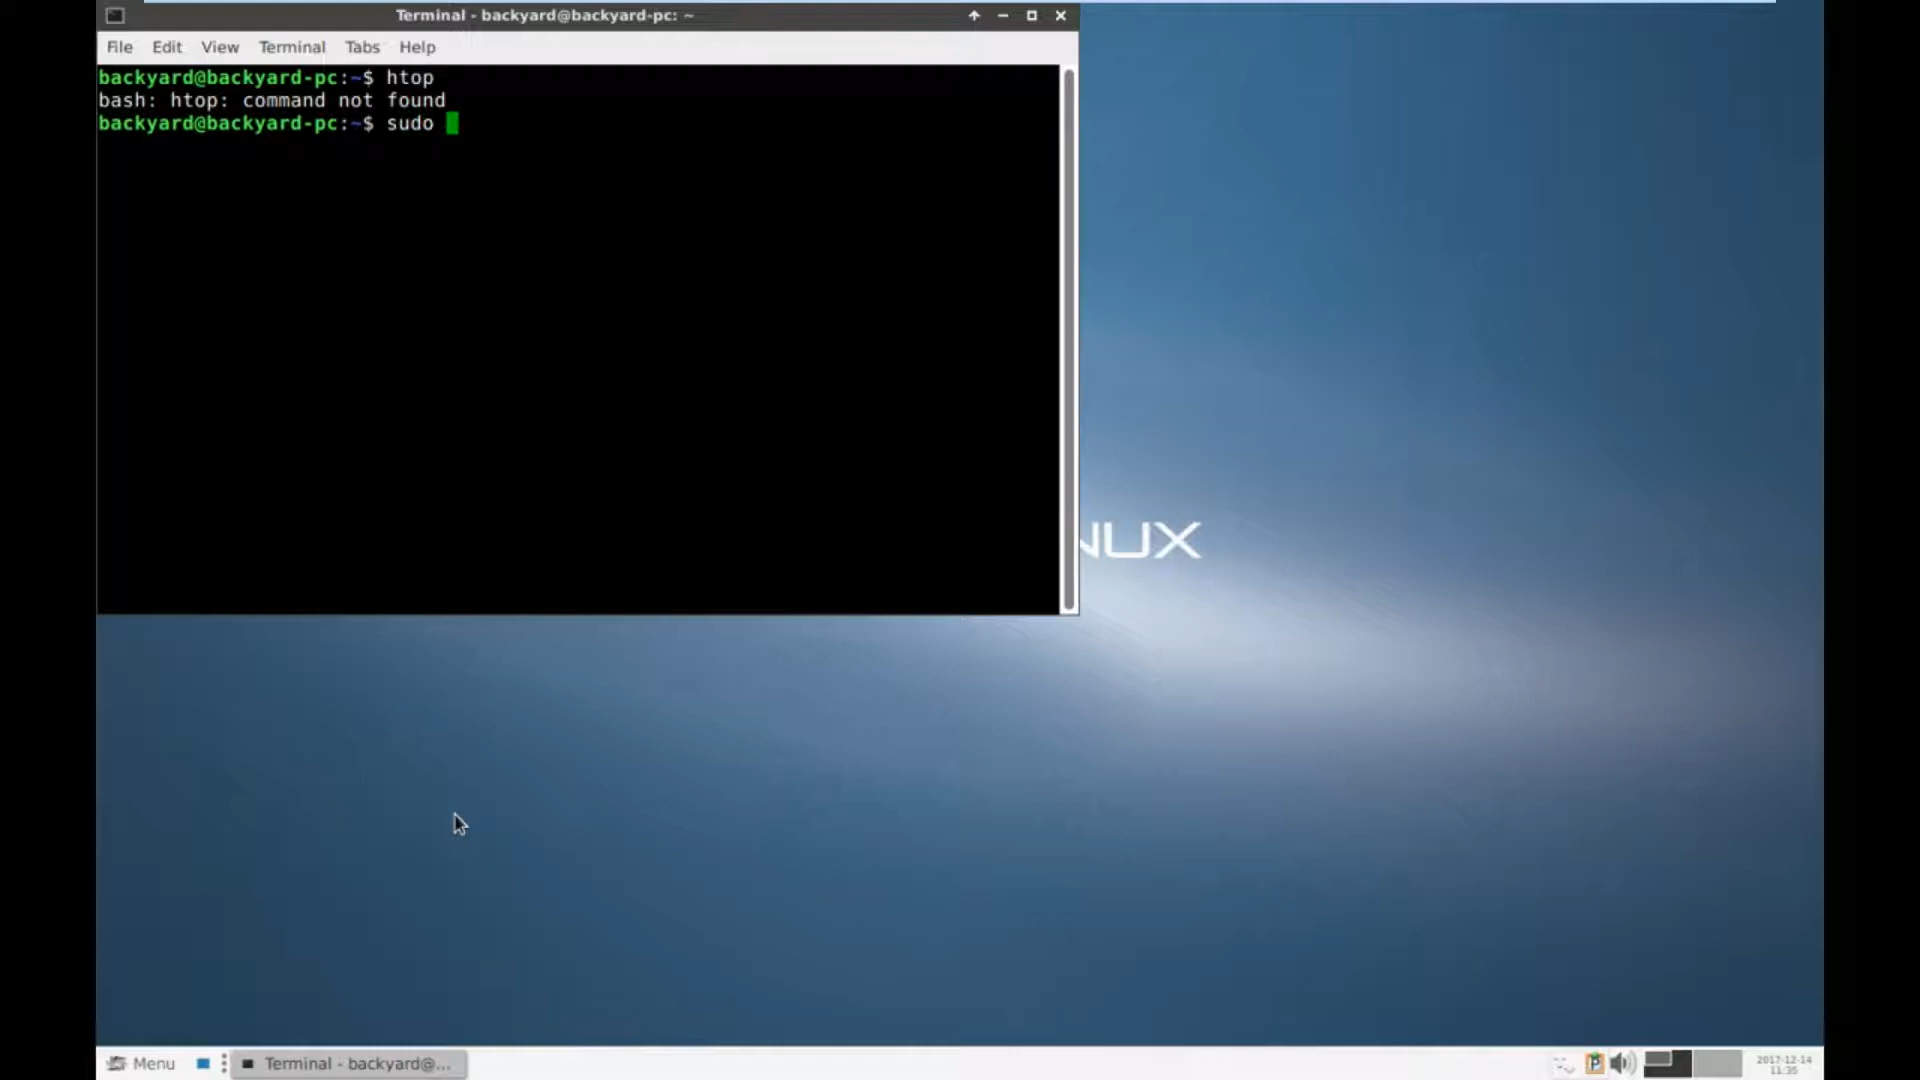 Terminal - backyard@backyard-pc: ~
File Edit View Terminal Tabs Help
backyard@backyard-pc:~$ htop
bash: htop: command not found
backyard@backyard-pc:~$ sudo
NUX
Menu
Terminal - backyard@...
2017-12-14
11:35